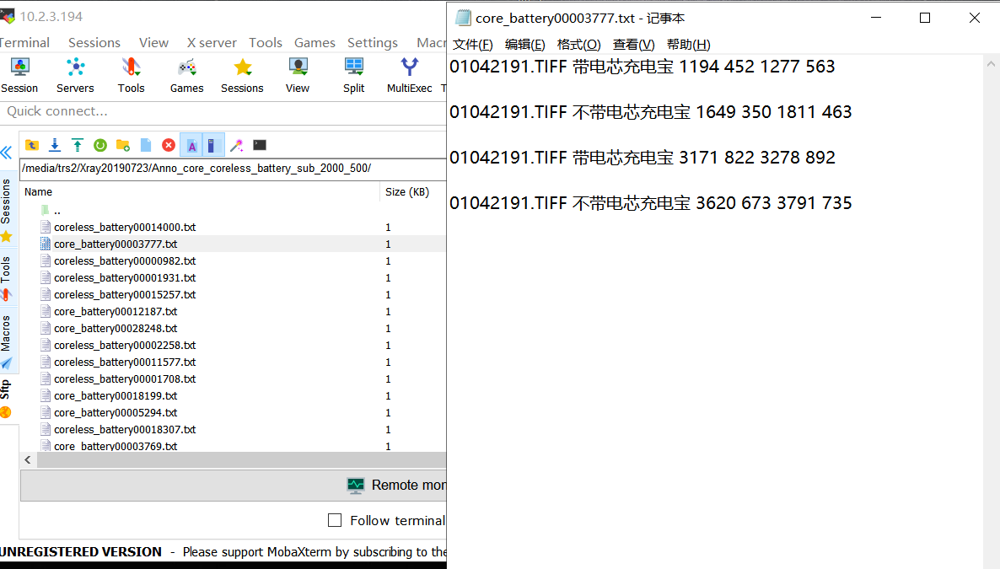 10.2.3.194
Terminal Sessions View X server Tools Games Settings Macr
Session Servers Tools Games Sessions View Split MultiExec T
Quick connect...
/media/trs2/Xray20190723/Anno_core_coreless_battery_sub_2000_500/
Name Size (KB)
..
coreless_battery00014000.txt 1
core_battery00003777.txt 1
coreless_battery00000982.txt 1
coreless_battery00001931.txt 1
coreless_battery00015257.txt 1
core_battery00012187.txt 1
core_battery00028248.txt 1
coreless_battery00002258.txt 1
coreless_battery00011577.txt 1
coreless_battery00001708.txt 1
core_battery00018199.txt 1
core_battery00005294.txt 1
coreless_battery00018307.txt 1
core_battery00003769.txt 1
Sessions
Tools
Macros
Sftp
Remote mon
Follow terminal
UNREGISTERED VERSION - Please support MobaXterm by subscribing to the
core_battery00003777.txt - 记事本
文件(F) 编辑(E) 格式(O) 查看(V) 帮助(H)
01042191.TIFF 带电芯充电宝 1194 452 1277 563
01042191.TIFF 不带电芯充电宝 1649 350 1811 463
01042191.TIFF 带电芯充电宝 3171 822 3278 892
01042191.TIFF 不带电芯充电宝 3620 673 3791 735